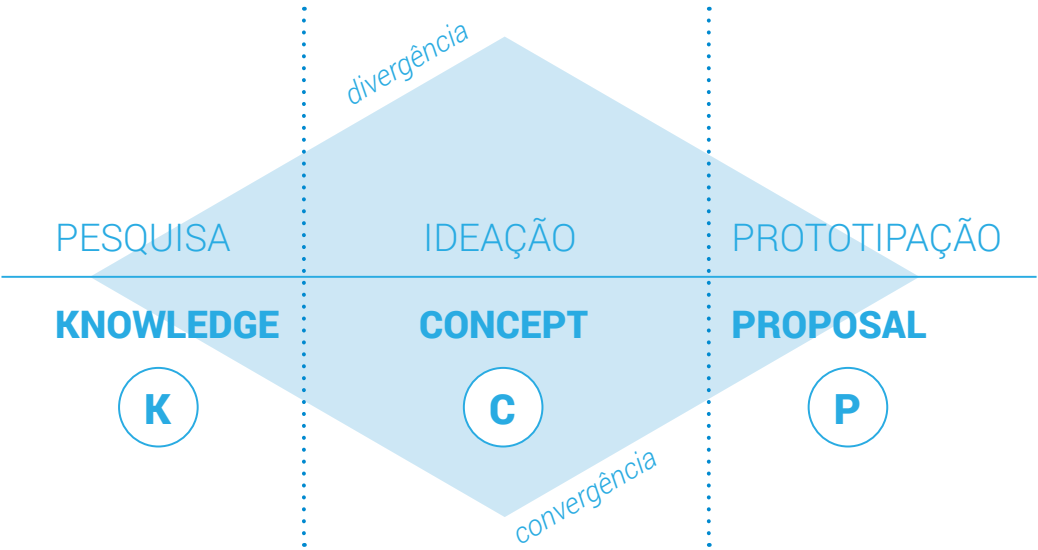 divergência
PESQUISA IDEAÇÃO PROTOTIPAÇÃO
KNOWLEDGE CONCEPT PROPOSAL
K C P
convergência